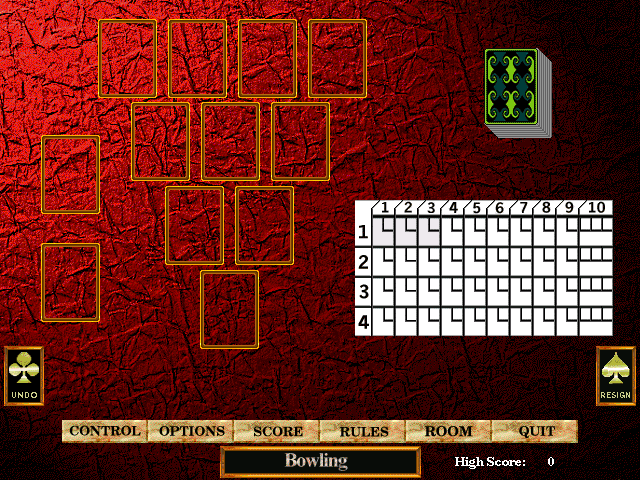 1 2 3 4 5 6 7 8 9 10
1
2
3
4
UNDO
RESIGN
CONTROL OPTIONS SCORE RULES ROOM QUIT
Bowling
High Score: 0